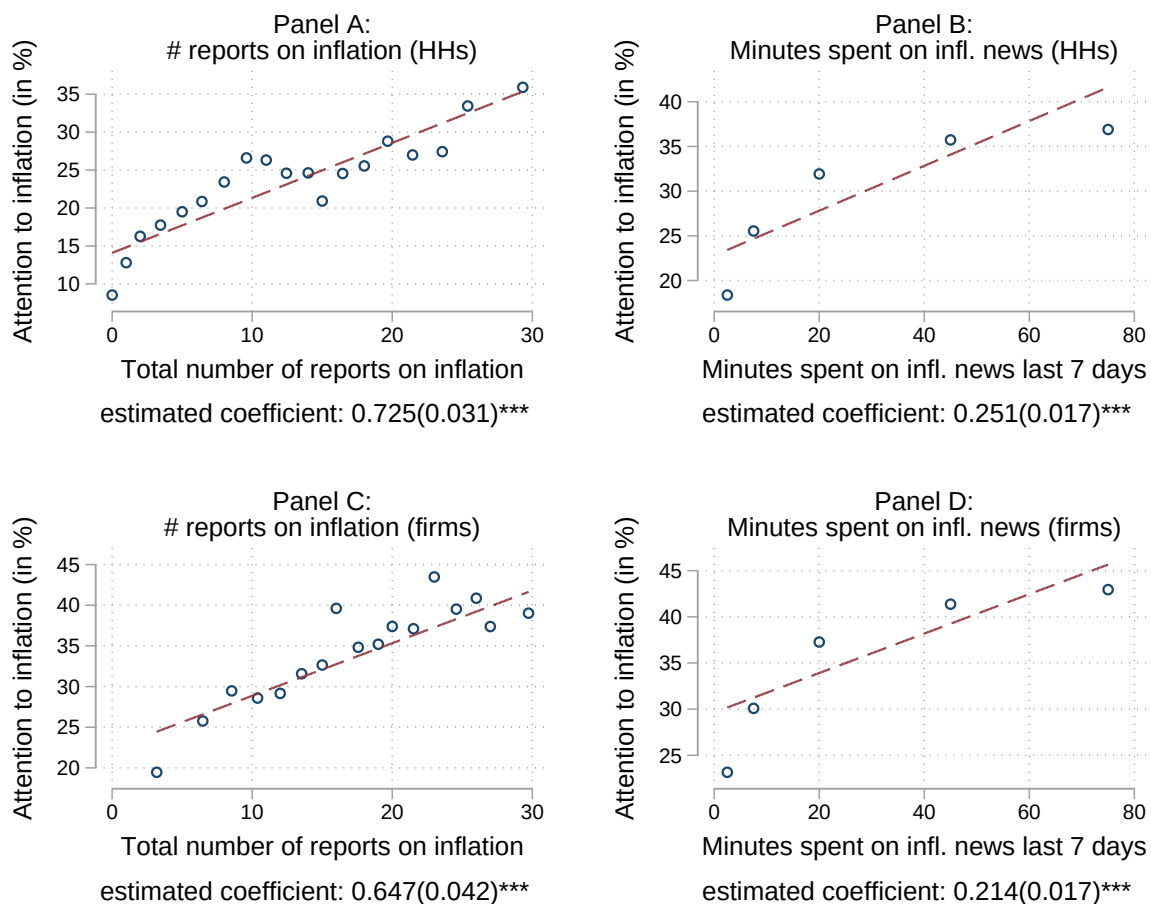 Panel A:
# reports on inflation (HHs)
Attention to inflation (in %)
35
30
25
20
15
10
0
10
20
30
Total number of reports on inflation
estimated coefficient: 0.725(0.031)***
Panel B:
Minutes spent on infl. news (HHs)
Attention to inflation (in %)
40
35
30
25
20
0
20
40
60
80
Minutes spent on infl. news last 7 days
estimated coefficient: 0.251(0.017)***
Panel C:
# reports on inflation (firms)
Attention to inflation (in %)
45
40
35
30
25
20
0
10
20
30
Total number of reports on inflation
estimated coefficient: 0.647(0.042)***
Panel D:
Minutes spent on infl. news (firms)
Attention to inflation (in %)
45
40
35
30
25
0
20
40
60
80
Minutes spent on infl. news last 7 days
estimated coefficient: 0.214(0.017)***